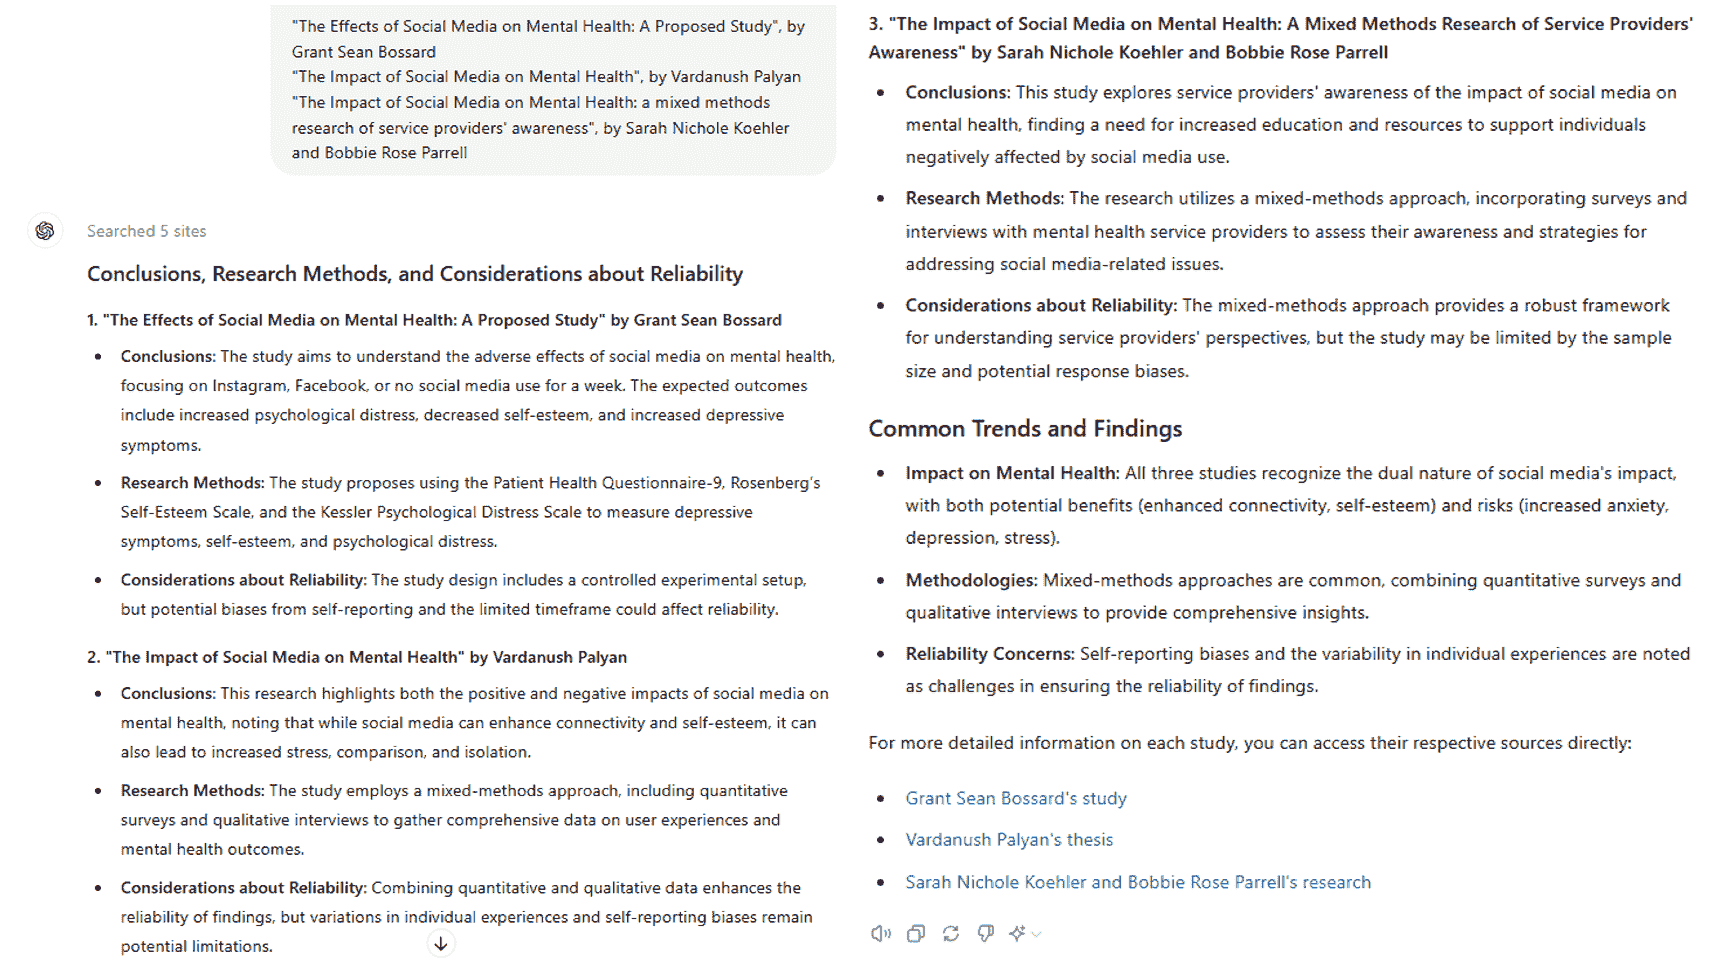 "The Effects of Social Media on Mental Health: A Proposed Study", by
Grant Sean Bossard
"The Impact of Social Media on Mental Health", by Vardanush Palyan
"The Impact of Social Media on Mental Health: a mixed methods
research of service providers' awareness", by Sarah Nichole Koehler
and Bobbie Rose Parrell
Searched 5 sites
Conclusions, Research Methods, and Considerations about Reliability
1. "The Effects of Social Media on Mental Health: A Proposed Study" by Grant Sean Bossard
• Conclusions: The study aims to understand the adverse effects of social media on mental health,
focusing on Instagram, Facebook, or no social media use for a week. The expected outcomes
include increased psychological distress, decreased self-esteem, and increased depressive
symptoms.
• Research Methods: The study proposes using the Patient Health Questionnaire-9, Rosenberg's
Self-Esteem Scale, and the Kessler Psychological Distress Scale to measure depressive
symptoms, self-esteem, and psychological distress.
• Considerations about Reliability: The study design includes a controlled experimental setup,
but potential biases from self-reporting and the limited timeframe could affect reliability.
2. "The Impact of Social Media on Mental Health" by Vardanush Palyan
• Conclusions: This research highlights both the positive and negative impacts of social media on
mental health, noting that while social media can enhance connectivity and self-esteem, it can
also lead to increased stress, comparison, and isolation.
• Research Methods: The study employs a mixed-methods approach, including quantitative
surveys and qualitative interviews to gather comprehensive data on user experiences and
mental health outcomes.
• Considerations about Reliability: Combining quantitative and qualitative data enhances the
reliability of findings, but variations in individual experiences and self-reporting biases remain
potential limitations.
3. "The Impact of Social Media on Mental Health: A Mixed Methods Research of Service Providers'
Awareness" by Sarah Nichole Koehler and Bobbie Rose Parrell
• Conclusions: This study explores service providers' awareness of the impact of social media on
mental health, finding a need for increased education and resources to support individuals
negatively affected by social media use.
• Research Methods: The research utilizes a mixed-methods approach, incorporating surveys and
interviews with mental health service providers to assess their awareness and strategies for
addressing social media-related issues.
• Considerations about Reliability: The mixed-methods approach provides a robust framework
for understanding service providers' perspectives, but the study may be limited by the sample
size and potential response biases.
Common Trends and Findings
• Impact on Mental Health: All three studies recognize the dual nature of social media's impact,
with both potential benefits (enhanced connectivity, self-esteem) and risks (increased anxiety,
depression, stress).
• Methodologies: Mixed-methods approaches are common, combining quantitative surveys and
qualitative interviews to provide comprehensive insights.
• Reliability Concerns: Self-reporting biases and the variability in individual experiences are noted
as challenges in ensuring the reliability of findings.
For more detailed information on each study, you can access their respective sources directly:
• Grant Sean Bossard's study
• Vardanush Palyan's thesis
• Sarah Nichole Koehler and Bobbie Rose Parrell's research